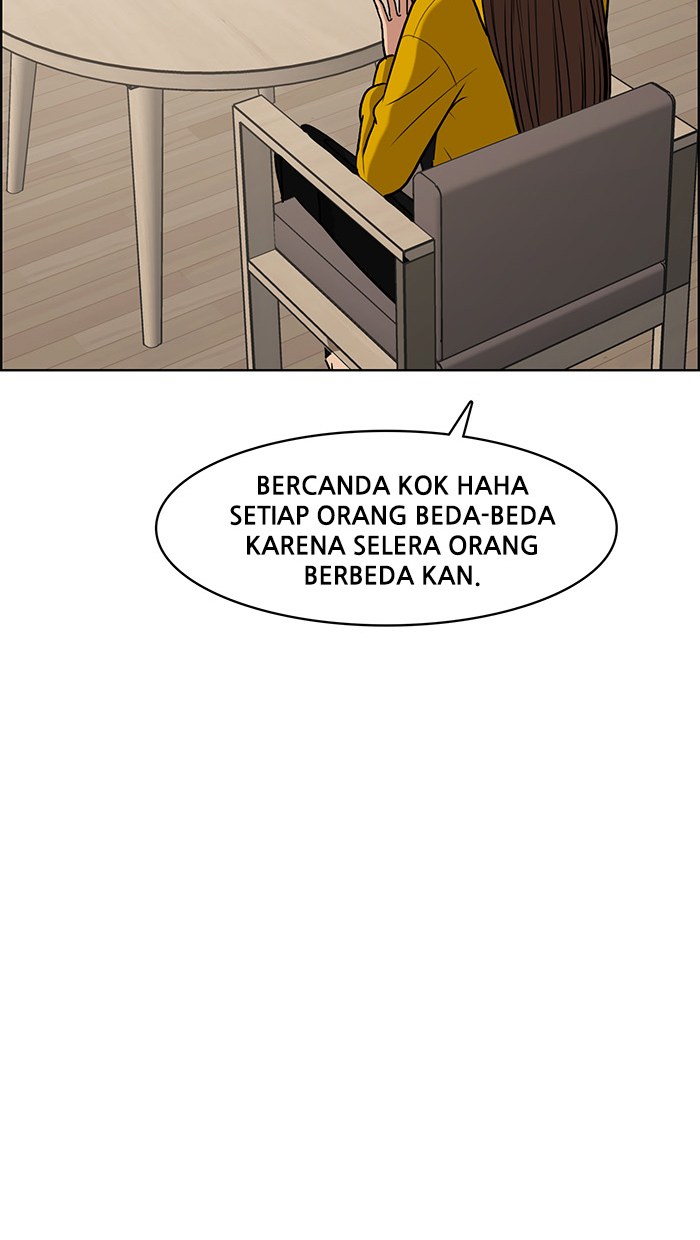 BERCANDA KOK HAHA
SETIAP ORANG BEDA-BEDA
KARENA SELERA ORANG
BERBEDA KAN.